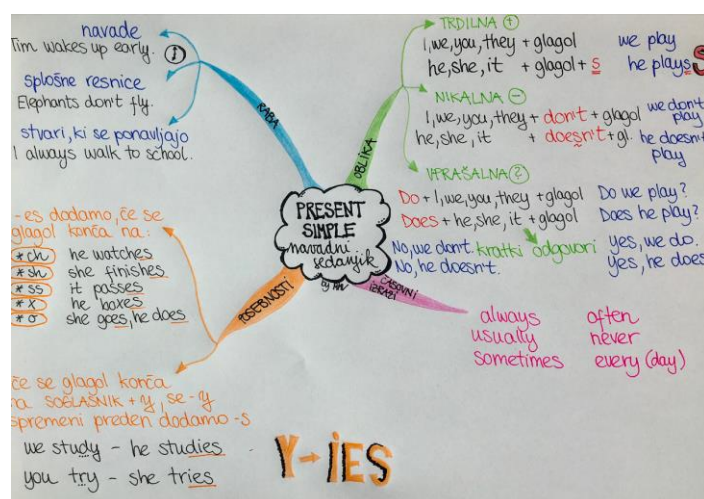 PRESENT
SIMPLE
navadni
sedanjik
RABA
navade
Tim wakes up early.
splošne resnice
Elephants don't fly.
stvari, ki se ponavljajo
I always walk to school.
OBLIKA
TRDILNA +
I, we, you, they + glagol we play
he, she, it + glagol + s he plays
NIKALNA -
I, we, you, they + don't + glagol we don't
play
he, she, it + doesn't + gl. he doesn't
play
VPRAŠALNA ?
Do + I, we, you, they + glagol Do we play?
Does + he, she, it + glagol Does he play?
kratki odgovori
No, we don't. Yes, we do.
No, he doesn't. Yes, he does
ČASOVNI
IZRAZI
always often
usually never
sometimes every (day)
POSEBNOSTI
-es dodamo, če se
glagol konča na:
*ch he watches
*sh she finishes
*ss it passes
*x he boxes
*o she goes, he does
če se glagol konča
na SOGLASNIK + y, se -y
spremeni preden dodamo -s
we study - he studies
you try - she tries
Y → IES